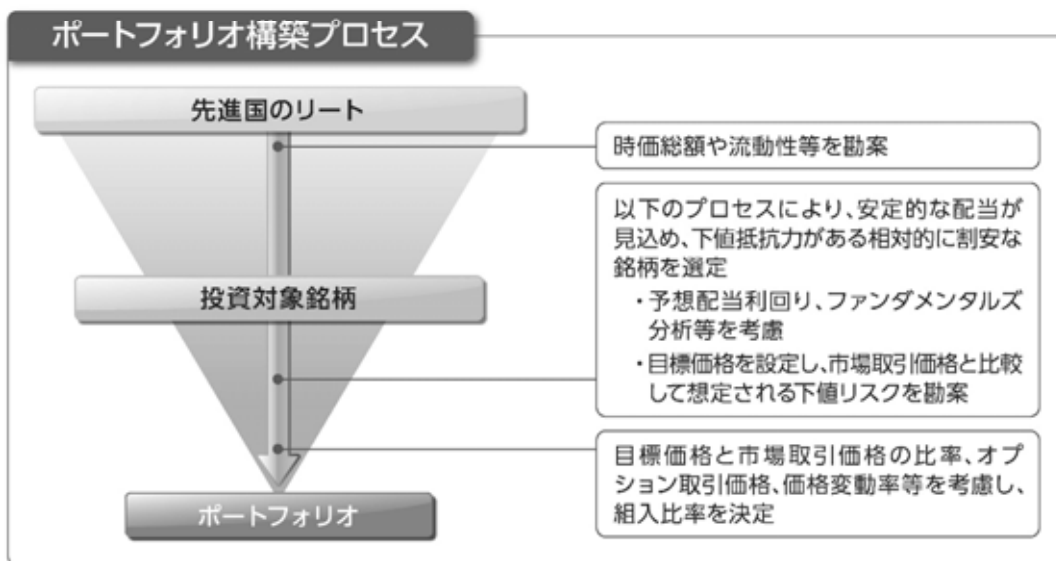 ポートフォリオ構築プロセス
先進国のリート
時価総額や流動性等を勘案
以下のプロセスにより、安定的な配当が
見込め、下値抵抗力がある相対的に割安な
銘柄を選定
・予想配当利回り、ファンダメンタルズ
分析等を考慮
・目標価格を設定し、市場取引価格と比較
して想定される下値リスクを勘案
投資対象銘柄
目標価格と市場取引価格の比率、オプ
ション取引価格、価格変動率等を考慮し、
組入比率を決定
ポートフォリオ